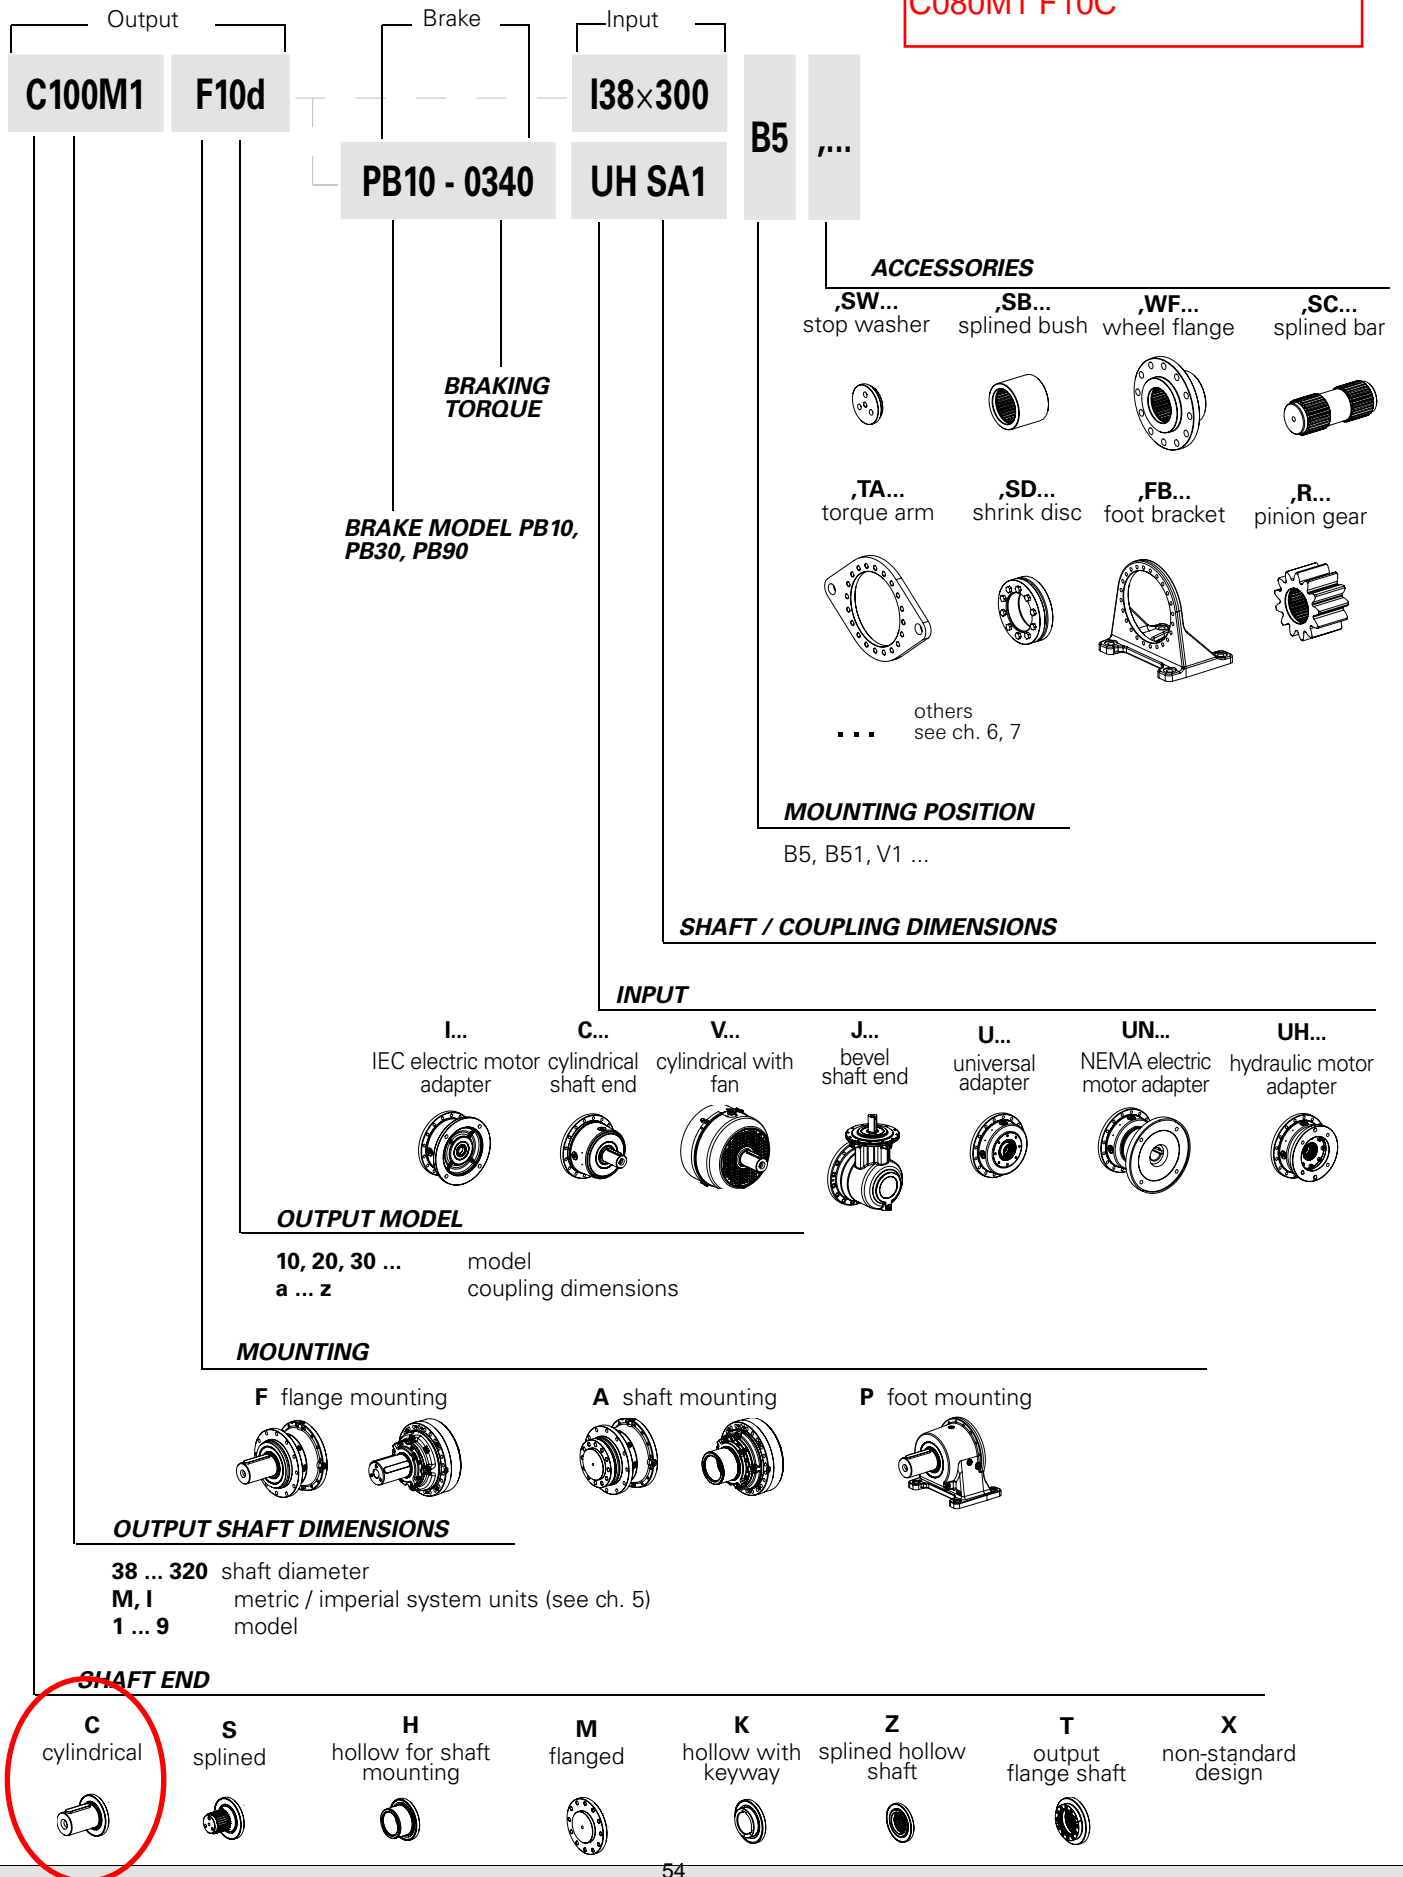 Output
Brake
Input
C080M1 F10C
C100M1
F10d
I38×300
B5
,...
PB10 - 0340
UH SA1
ACCESSORIES
,SW...
stop washer
,SB...
splined bush
,WF...
wheel flange
,SC...
splined bar
BRAKING
TORQUE
,TA...
torque arm
,SD...
shrink disc
,FB...
foot bracket
,R...
pinion gear
BRAKE MODEL PB10,
PB30, PB90
...
others
see ch. 6, 7
MOUNTING POSITION
B5, B51, V1 ...
SHAFT / COUPLING DIMENSIONS
INPUT
I...
IEC electric motor
adapter
C...
cylindrical
shaft end
V...
cylindrical with
fan
J...
bevel
shaft end
U...
universal
adapter
UN...
NEMA electric
motor adapter
UH...
hydraulic motor
adapter
OUTPUT MODEL
10, 20, 30 ... model
a ... z coupling dimensions
MOUNTING
F flange mounting
A shaft mounting
P foot mounting
OUTPUT SHAFT DIMENSIONS
38 ... 320 shaft diameter
M, I metric / imperial system units (see ch. 5)
1 ... 9 model
SHAFT END
C
cylindrical
S
splined
H
hollow for shaft
mounting
M
flanged
K
hollow with
keyway
Z
splined hollow
shaft
T
output
flange shaft
X
non-standard
design
54